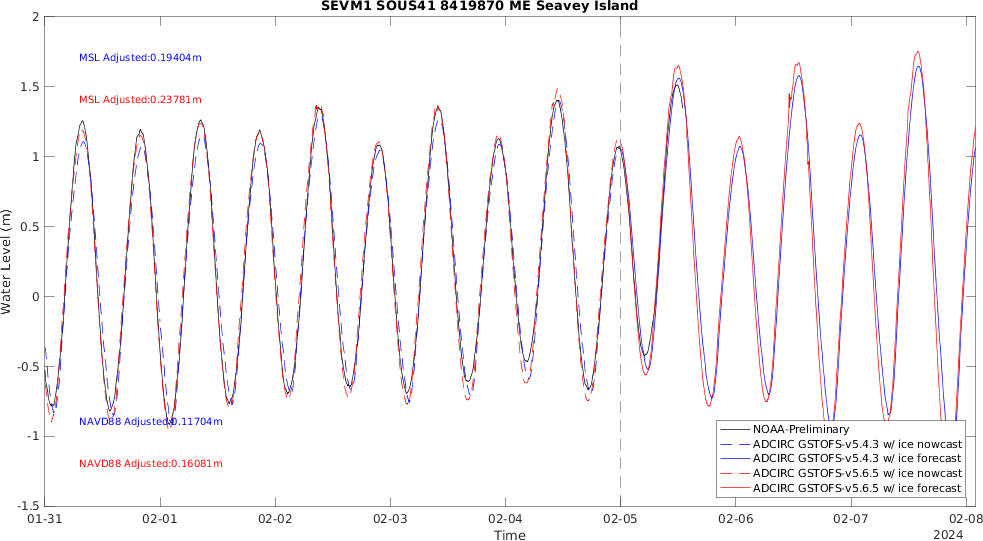 SEVM1 SOUS41 8419870 ME Seavey Island
2
1.5
1
0.5
0
-0.5
-1
-1.5
Water Level (m)
MSL Adjusted:0.19404m
MSL Adjusted:0.23781m
NAVD88 Adjusted:0.11704m
NAVD88 Adjusted:0.16081m
NOAA-Preliminary
ADCIRC GSTOFS-v5.4.3 w/ ice nowcast
ADCIRC GSTOFS-v5.4.3 w/ ice forecast
ADCIRC GSTOFS-v5.6.5 w/ ice nowcast
ADCIRC GSTOFS-v5.6.5 w/ ice forecast
01-31 02-01 02-02 02-03 02-04 02-05 02-06 02-07 02-08
Time
2024